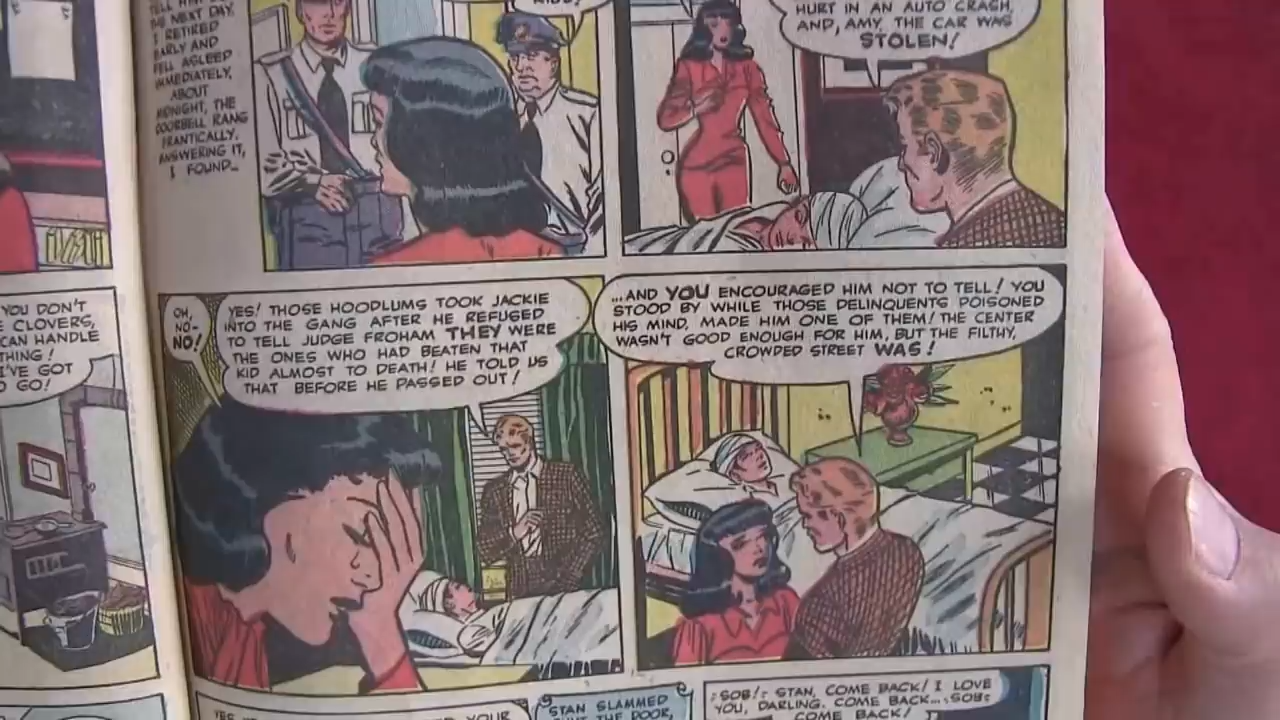 THE NEXT DAY.
I RETIRED
EARLY AND
FELL ASLEEP
IMMEDIATELY,
ABOUT
MIDNIGHT, THE
DOORBELL RANG
FRANTICALLY.
ANSWERING IT,
I FOUND...
HURT IN AN AUTO CRASH,
AND, AMY, THE CAR WAS
STOLEN!
YOU DON'T
CLOVERS,
CAN HANDLE
THING!
I'VE GOT
GO!
OH,
NO-
NO!
YES! THOSE HOODLUMS TOOK JACKIE
INTO THE GANG AFTER HE REFUSED
TO TELL JUDGE FROHAM THEY WERE
THE ONES WHO HAD BEATEN THAT
KID ALMOST TO DEATH! HE TOLD US
THAT BEFORE HE PASSED OUT!
...AND YOU ENCOURAGED HIM NOT TO TELL! YOU
STOOD BY WHILE THOSE DELINQUENTS POISONED
HIS MIND, MADE HIM ONE OF THEM! THE CENTER
WASN'T GOOD ENOUGH FOR HIM, BUT THE FILTHY,
CROWDED STREET WAS!
YOUR
STAN SLAMMED
THE DOOR,
:SOB!: STAN, COME BACK! I LOVE
YOU, DARLING. COME BACK...:SOB:
COME BACK!